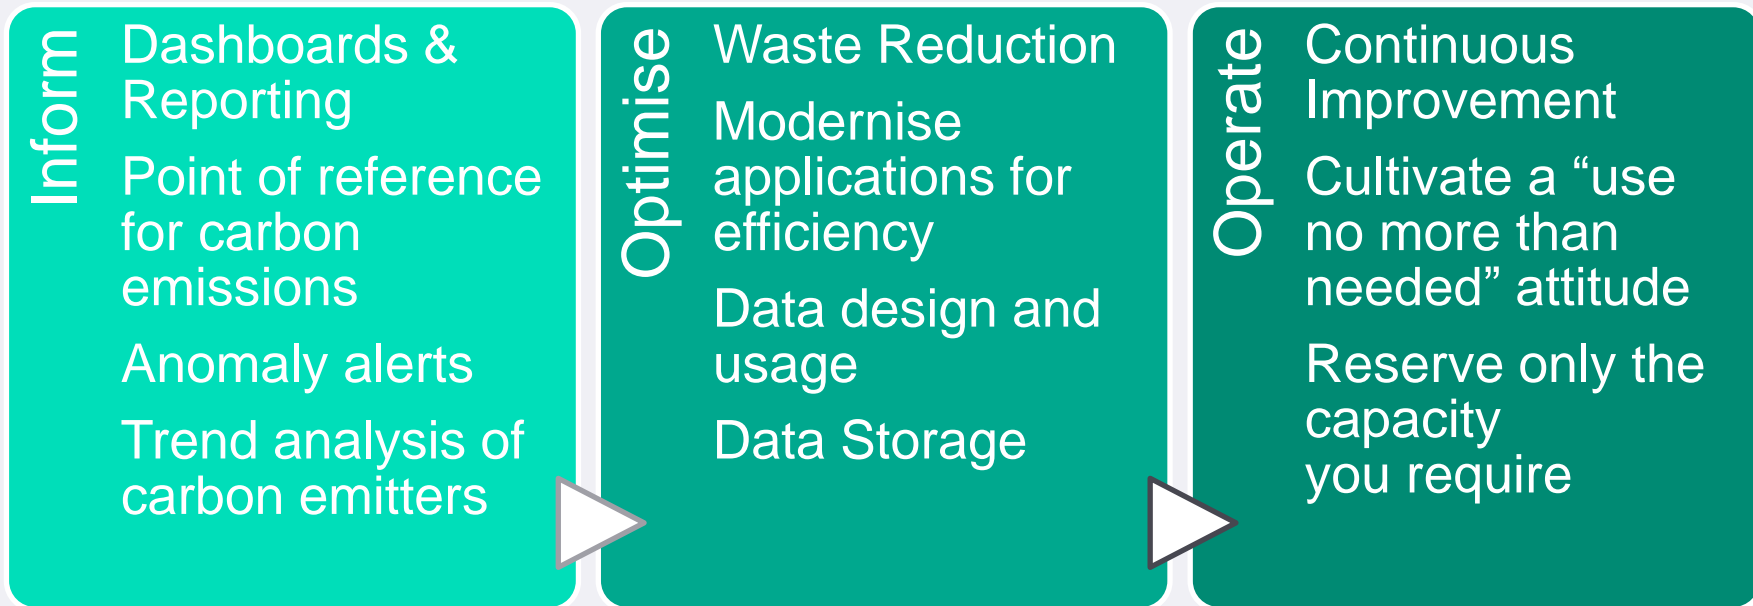 Inform
Dashboards &
Reporting
Point of reference
for carbon
emissions
Anomaly alerts
Trend analysis of
carbon emitters
Optimise
Waste Reduction
Modernise
applications for
efficiency
Data design and
usage
Data Storage
Operate
Continuous
Improvement
Cultivate a “use
no more than
needed” attitude
Reserve only the
capacity
you require